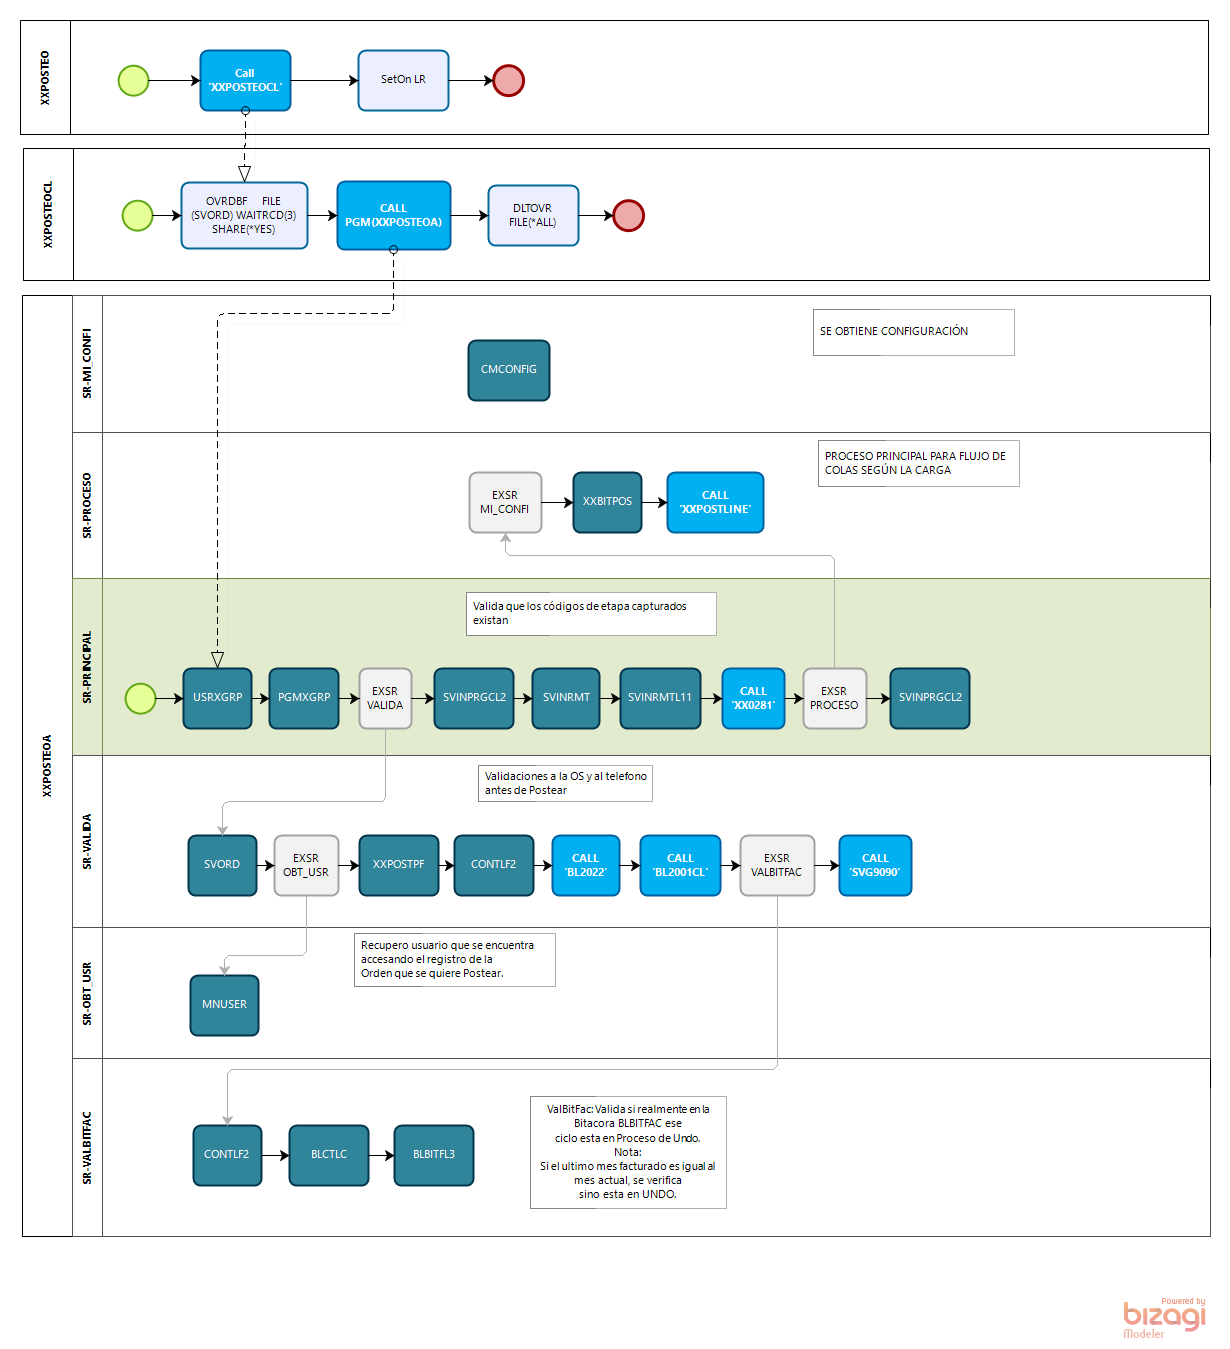 XXPOSTEO
Call
'XXPOSTEOCL'
SetOn LR
XXPOSTEOCL
OVRDBF FILE
(SVORD) WAITRCD(3)
SHARE(*YES)
CALL
PGM(XXPOSTEOA)
DLTOVR
FILE(*ALL)
XXPOSTEOA
SR-MI_CONFI
SE OBTIENE CONFIGURACIÓN
CMCONFIG
SR-PROCESO
PROCESO PRINCIPAL PARA FLUJO DE
COLAS SEGÚN LA CARGA
EXSR
MI_CONFI
XXBITPOS
CALL
'XXPOSTLINE'
SR-PRINCIPAL
Valida que los códigos de etapa capturados
existan
USRXGRP
PGMXGRP
EXSR
VALIDA
SVINPRGCL2
SVINRMT
SVINRMTL11
CALL
'XX0281'
EXSR
PROCESO
SVINPRGCL2
SR-VALIDA
Validaciones a la OS y al telefono
antes de Postear
SVORD
EXSR
OBT_USR
XXPOSTPF
CONTLF2
CALL
'BL2022'
CALL
'BL2001CL'
EXSR
VALBITFAC
CALL
'SVG9090'
SR-OBT_USR
Recupero usuario que se encuentra
accesando el registro de la
Orden que se quiere Postear.
MNUSER
SR-VALBITFAC
ValBitFac: Valida si realmente en la
Bitacora BLBITFAC ese
ciclo esta en Proceso de Undo.
Nota:
Si el ultimo mes facturado es igual al
mes actual, se verifica
sino esta en UNDO.
CONTLF2
BLCTLC
BLBITFL3
Powered by
bizagi
Modeler